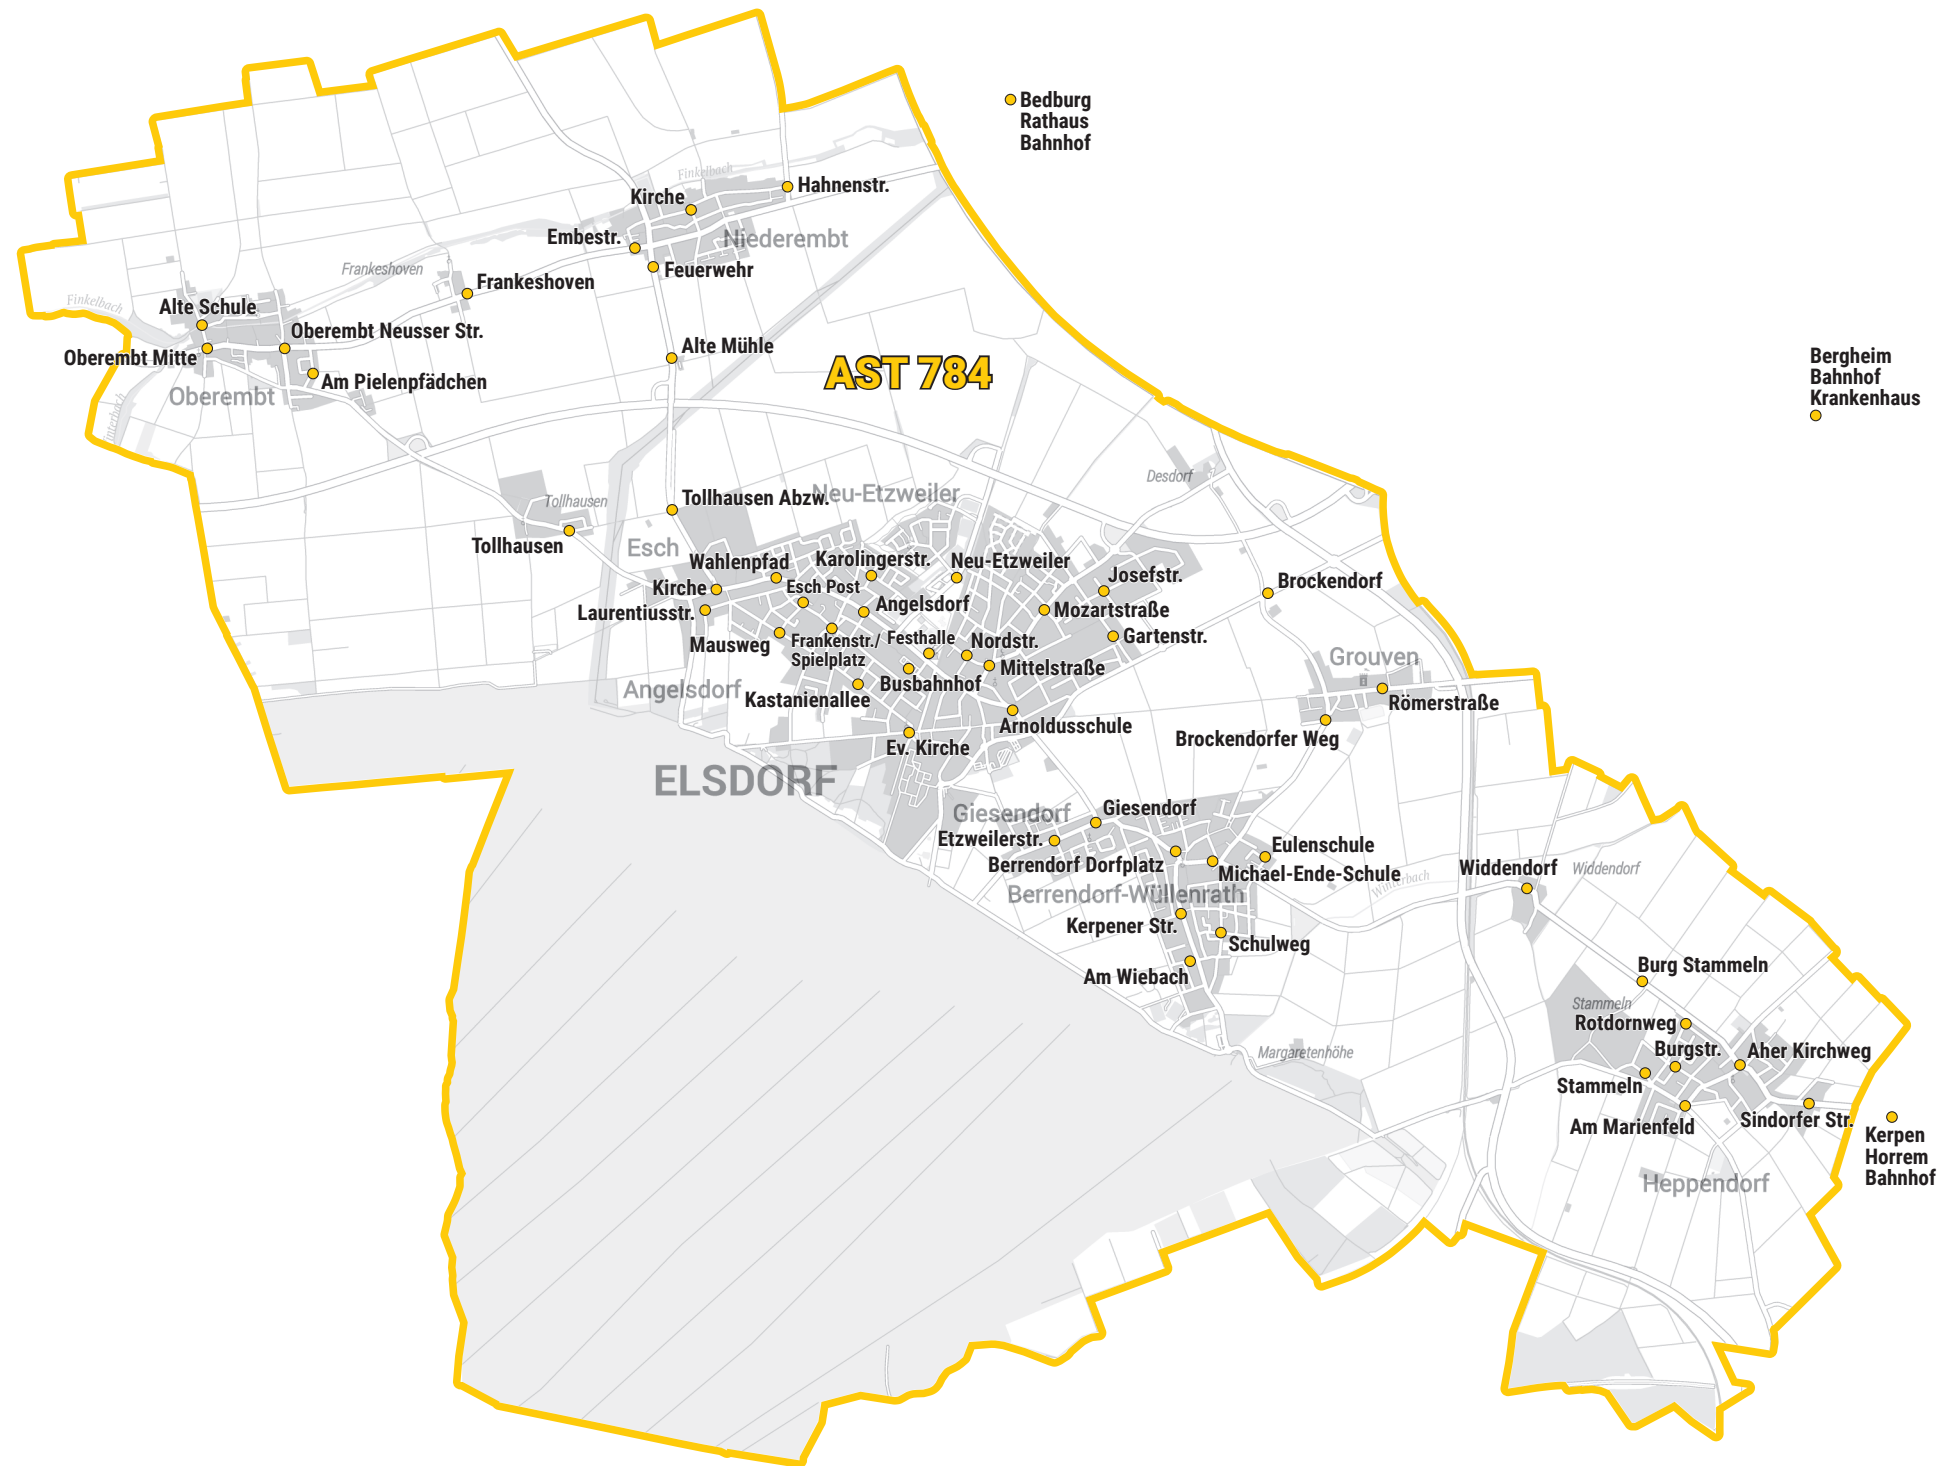 Bedburg
Rathaus
Bahnhof
Finkelbach
Kirche
Hahnenstr.
Embestr.
Niederembt
Feuerwehr
Frankeshoven
Frankeshoven
Finkelbach
Alte Schule
Oberembt Neusser Str.
Oberembt Mitte
Alte Mühle
AST 784
Am Pielenpfädchen
Oberembt
Bergheim
Bahnhof
Krankenhaus
Desdorf
Neu-Etzweiler
Tollhausen
Tollhausen Abzw.
Tollhausen
Esch
Wahlenpfad
Karolingerstr.
Neu-Etzweiler
Josefstr.
Brockendorf
Kirche
Esch Post
Laurentiusstr.
Angelsdorf
Mozartstraße
Mausweg
Frankenstr./
Spielplatz
Festhalle
Nordstr.
Gartenstr.
Mittelstraße
Grouven
Busbahnhof
Angelsdorf
Kastanienallee
Römerstraße
Arnoldusschule
Ev. Kirche
Brockendorfer Weg
ELSDORF
Giesendorf
Giesendorf
Etzweilerstr.
Eulenschule
Berrendorf Dorfplatz
Michael-Ende-Schule
Winterbach
Widdendorf
Widdendorf
Berrendorf-Wüllenrath
Kerpener Str.
Schulweg
Am Wiebach
Burg Stammeln
Stammeln
Rotdornweg
Burgstr.
Aher Kirchweg
Margaretenhöhe
Stammeln
Am Marienfeld
Sindorfer Str.
Kerpen
Horrem
Bahnhof
Heppendorf